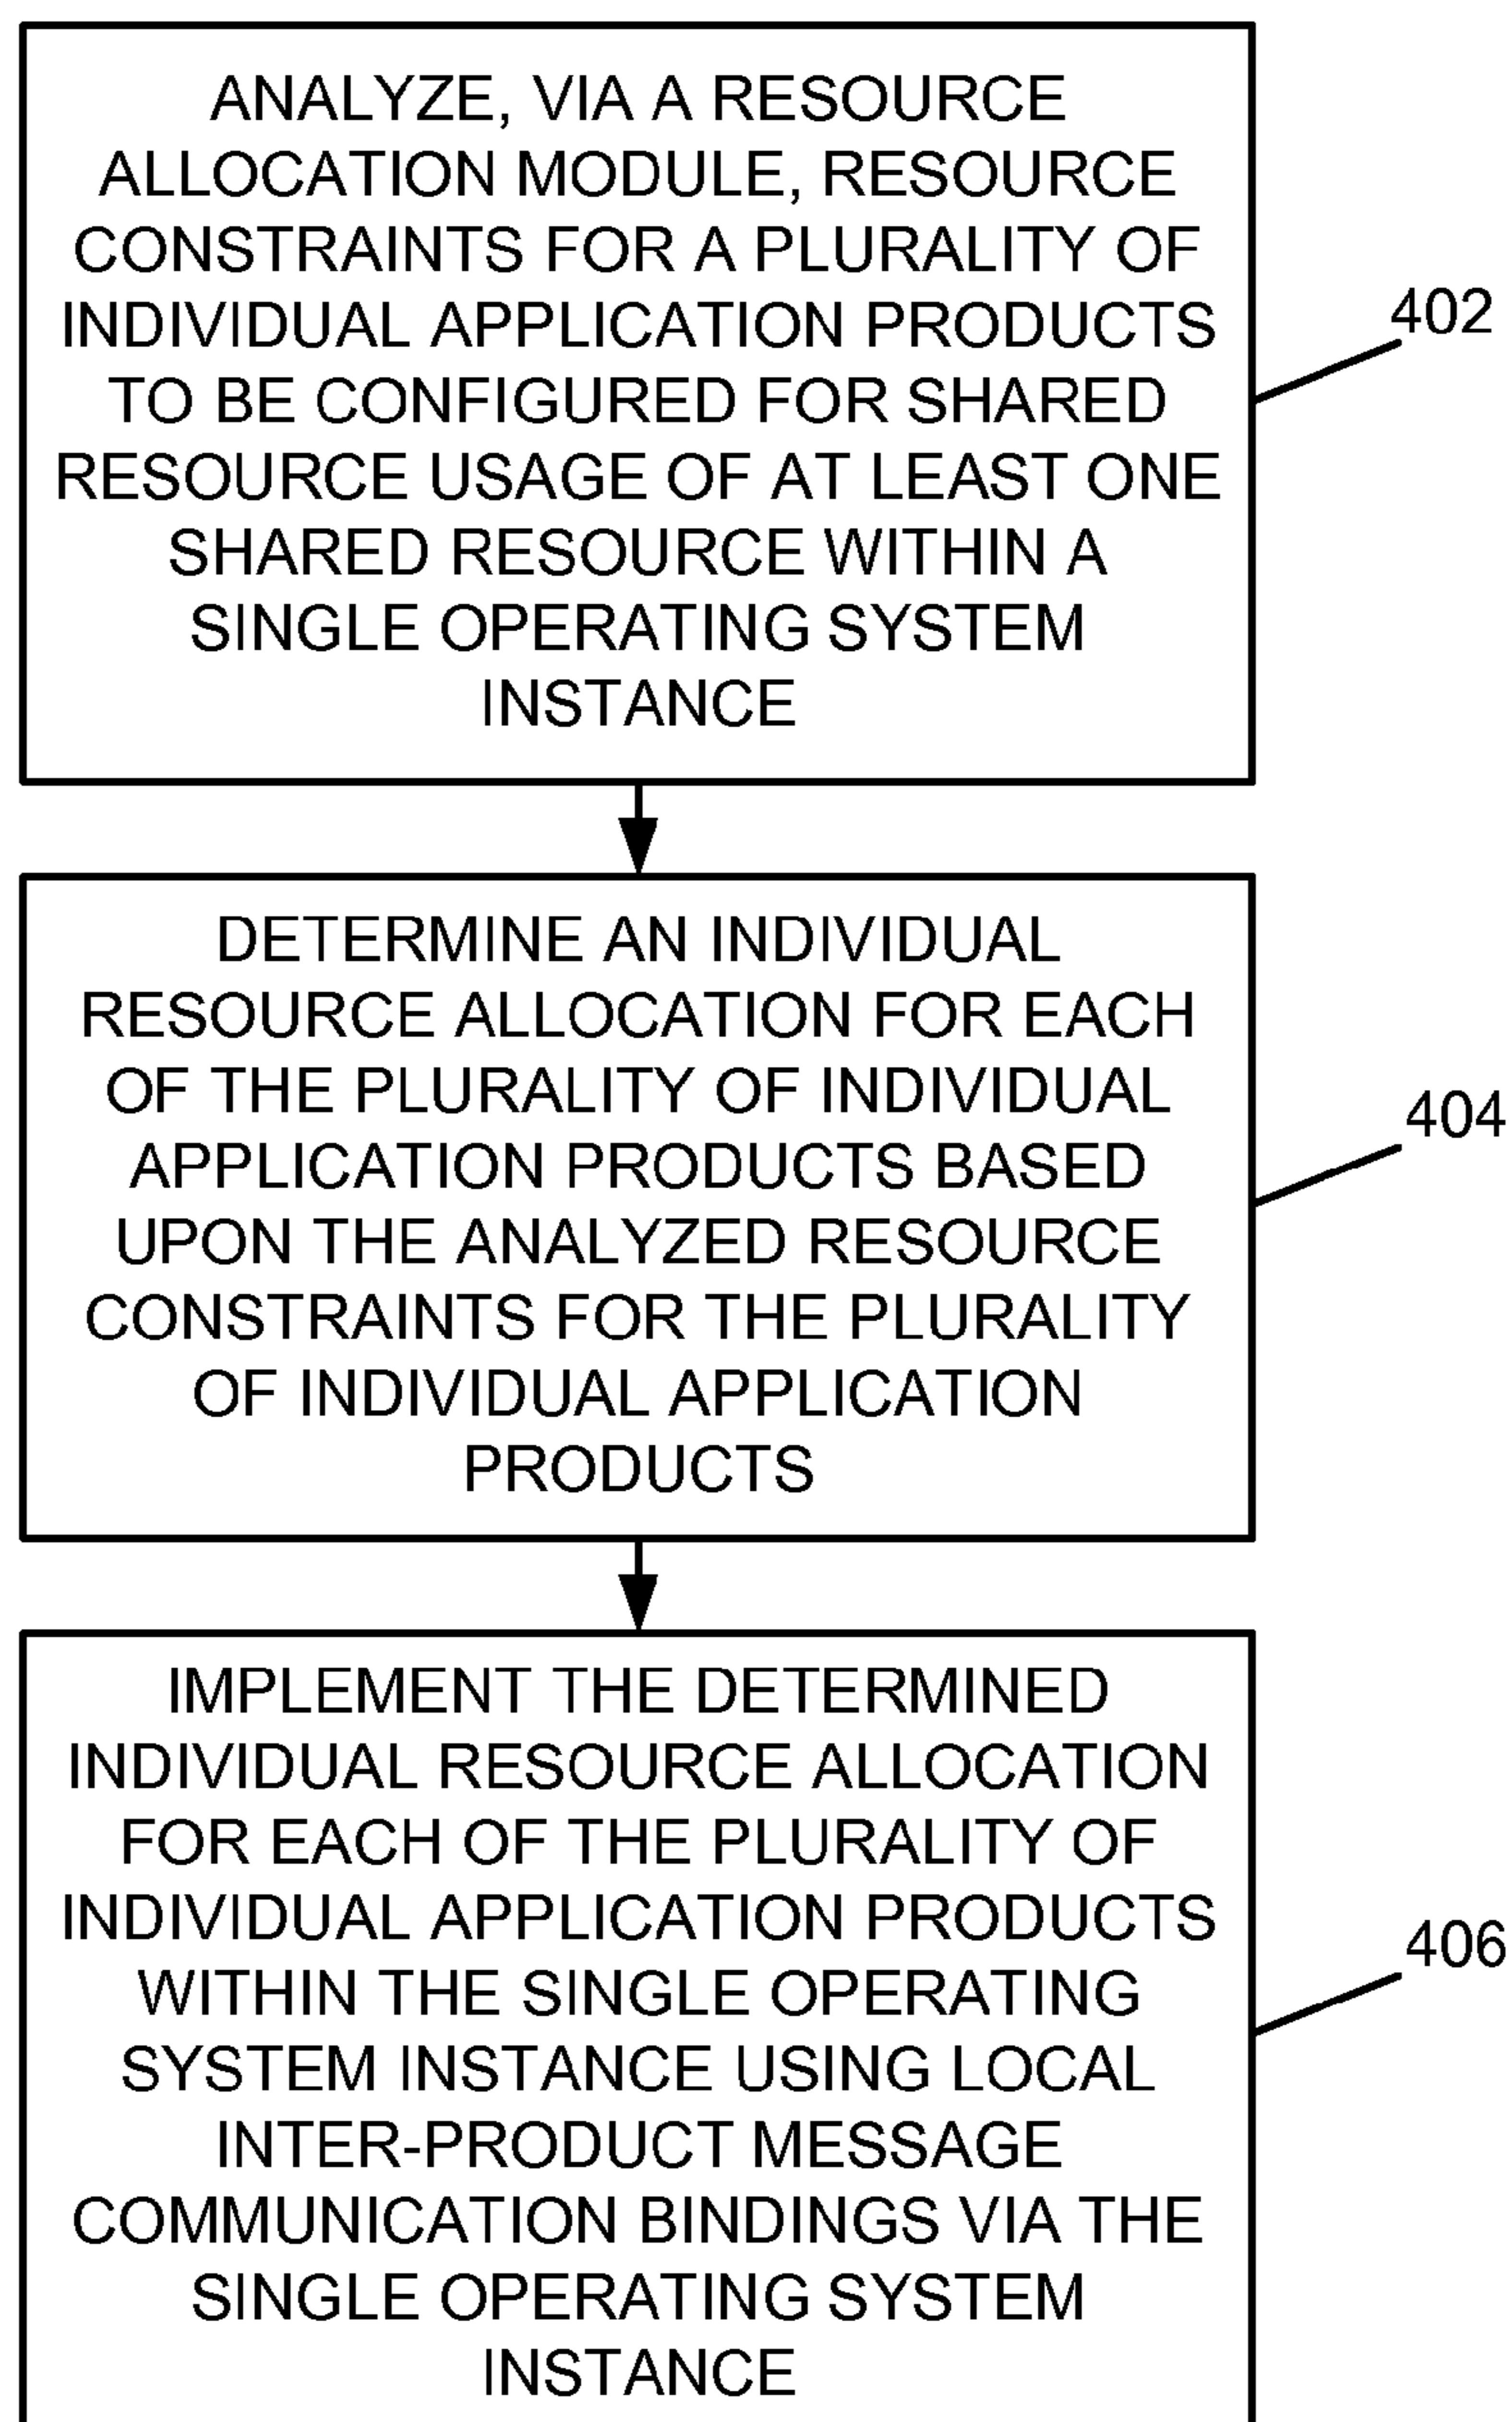 ANALYZE, VIA A RESOURCE
ALLOCATION MODULE, RESOURCE
CONSTRAINTS FOR A PLURALITY OF
INDIVIDUAL APPLICATION PRODUCTS
TO BE CONFIGURED FOR SHARED
RESOURCE USAGE OF AT LEAST ONE
SHARED RESOURCE WITHIN A
SINGLE OPERATING SYSTEM
INSTANCE
402
DETERMINE AN INDIVIDUAL
RESOURCE ALLOCATION FOR EACH
OF THE PLURALITY OF INDIVIDUAL
APPLICATION PRODUCTS BASED
UPON THE ANALYZED RESOURCE
CONSTRAINTS FOR THE PLURALITY
OF INDIVIDUAL APPLICATION
PRODUCTS
404
IMPLEMENT THE DETERMINED
INDIVIDUAL RESOURCE ALLOCATION
FOR EACH OF THE PLURALITY OF
INDIVIDUAL APPLICATION PRODUCTS
WITHIN THE SINGLE OPERATING
SYSTEM INSTANCE USING LOCAL
INTER-PRODUCT MESSAGE
COMMUNICATION BINDINGS VIA THE
SINGLE OPERATING SYSTEM
INSTANCE
406